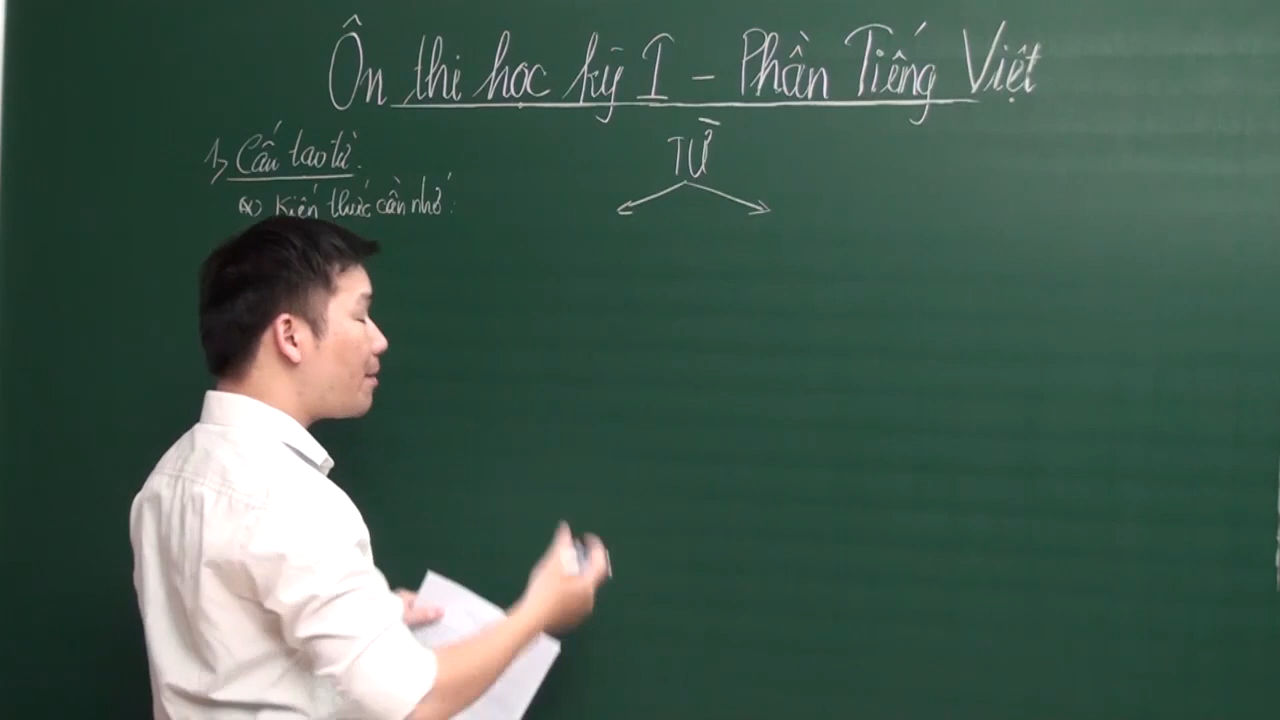 Ôn thi học kỳ I - Phần Tiếng Việt
1, Cấu tạo từ.
a) Kiến thức cần nhớ:
TỪ